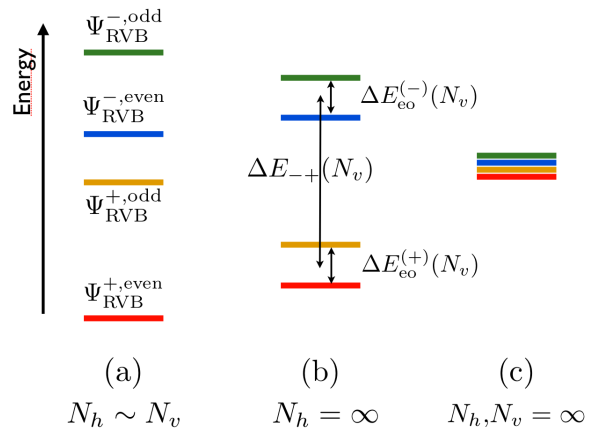 Energy
Ψ_RVB^{−,odd}
Ψ_RVB^{−,even}
Ψ_RVB^{+,odd}
Ψ_RVB^{+,even}
ΔE_eo^{(−)}(N_v)
ΔE_{−+}(N_v)
ΔE_eo^{(+)}(N_v)
(a) (b) (c)
N_h ∼ N_v N_h = ∞ N_h,N_v = ∞